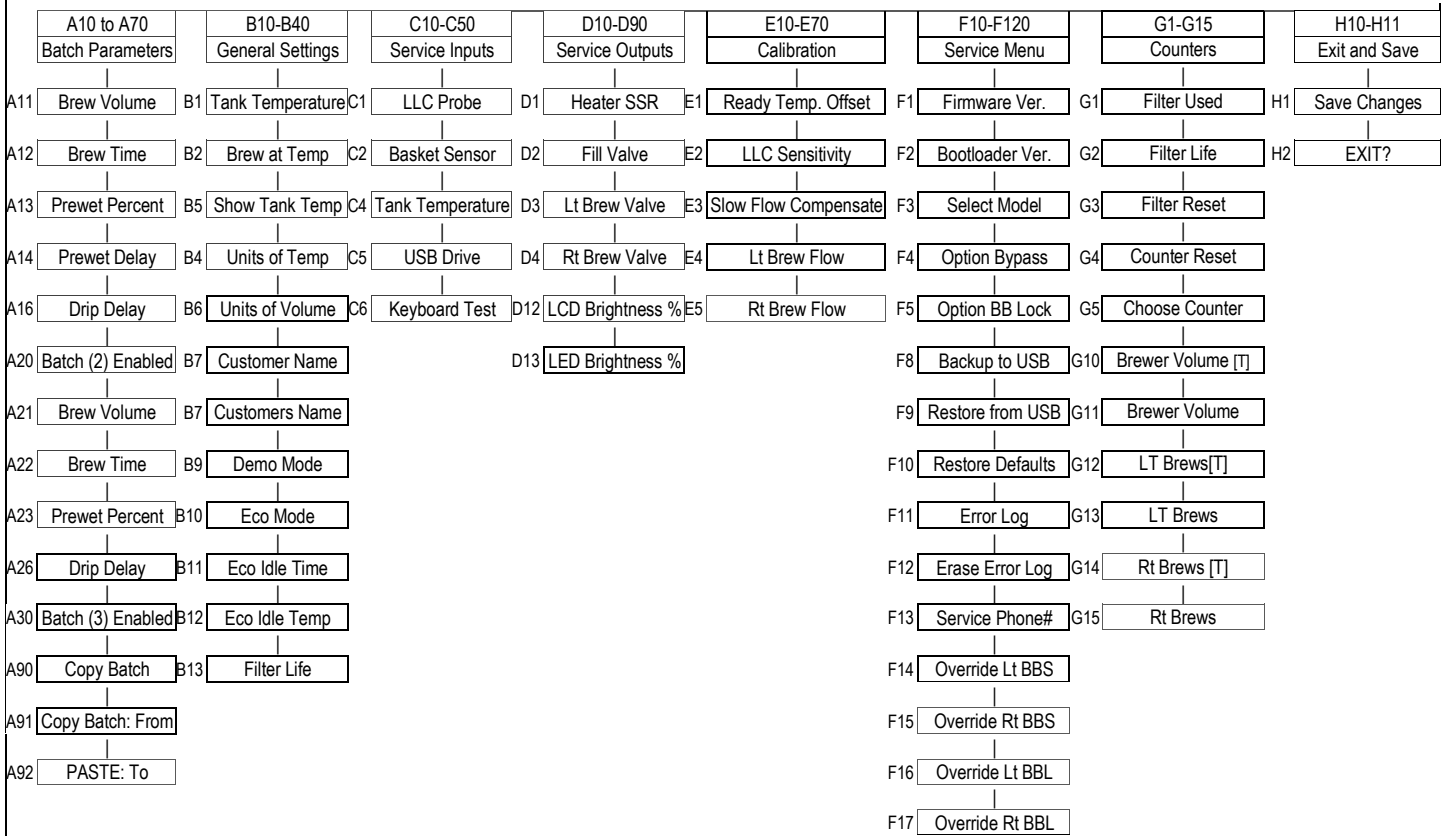 A10 to A70 B10-B40 C10-C50 D10-D90 E10-E70 F10-F120 G1-G15 H10-H11
Batch Parameters General Settings Service Inputs Service Outputs Calibration Service Menu Counters Exit and Save
A11 Brew Volume B1 Tank Temperature C1 LLC Probe D1 Heater SSR E1 Ready Temp. Offset F1 Firmware Ver. G1 Filter Used H1 Save Changes
A12 Brew Time B2 Brew at Temp C2 Basket Sensor D2 Fill Valve E2 LLC Sensitivity F2 Bootloader Ver. G2 Filter Life H2 EXIT?
A13 Prewet Percent B5 Show Tank Temp C4 Tank Temperature D3 Lt Brew Valve E3 Slow Flow Compensate F3 Select Model G3 Filter Reset
A14 Prewet Delay B4 Units of Temp C5 USB Drive D4 Rt Brew Valve E4 Lt Brew Flow F4 Option Bypass G4 Counter Reset
A16 Drip Delay B6 Units of Volume C6 Keyboard Test D12 LCD Brightness % E5 Rt Brew Flow F5 Option BB Lock G5 Choose Counter
A20 Batch (2) Enabled B7 Customer Name D13 LED Brightness % F8 Backup to USB G10 Brewer Volume [T]
A21 Brew Volume B7 Customers Name F9 Restore from USB G11 Brewer Volume
A22 Brew Time B9 Demo Mode F10 Restore Defaults G12 LT Brews[T]
A23 Prewet Percent B10 Eco Mode F11 Error Log G13 LT Brews
A26 Drip Delay B11 Eco Idle Time F12 Erase Error Log G14 Rt Brews [T]
A30 Batch (3) Enabled B12 Eco Idle Temp F13 Service Phone# G15 Rt Brews
A90 Copy Batch B13 Filter Life F14 Override Lt BBS
A91 Copy Batch: From F15 Override Rt BBS
A92 PASTE: To F16 Override Lt BBL
F17 Override Rt BBL